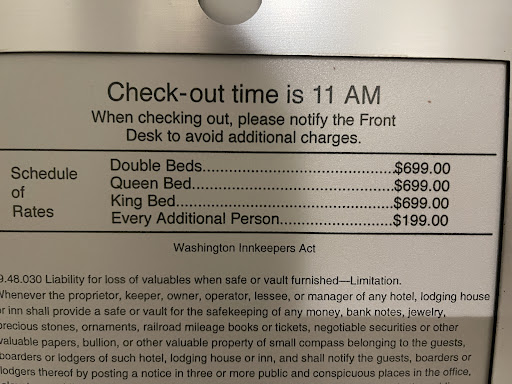 Check-out time is 11 AM
When checking out, please notify the Front
Desk to avoid additional charges.
Schedule
of
Rates
Double Beds..............................................$699.00
Queen Bed................................................$699.00
King Bed...................................................$699.00
Every Additional Person..........................$199.00
Washington Innkeepers Act
9.48.030 Liability for loss of valuables when safe or vault furnished—Limitation.
Whenever the proprietor, keeper, owner, operator, lessee, or manager of any hotel, lodging house
or inn shall provide a safe or vault for the safekeeping of any money, bank notes, jewelry,
precious stones, ornaments, railroad mileage books or tickets, negotiable securities or other
valuable papers, bullion, or other valuable property of small compass belonging to the guests,
boarders or lodgers of such hotel, lodging house or inn, and shall notify the guests, boarders or
lodgers thereof by posting a notice in three or more public and conspicuous places in the office,